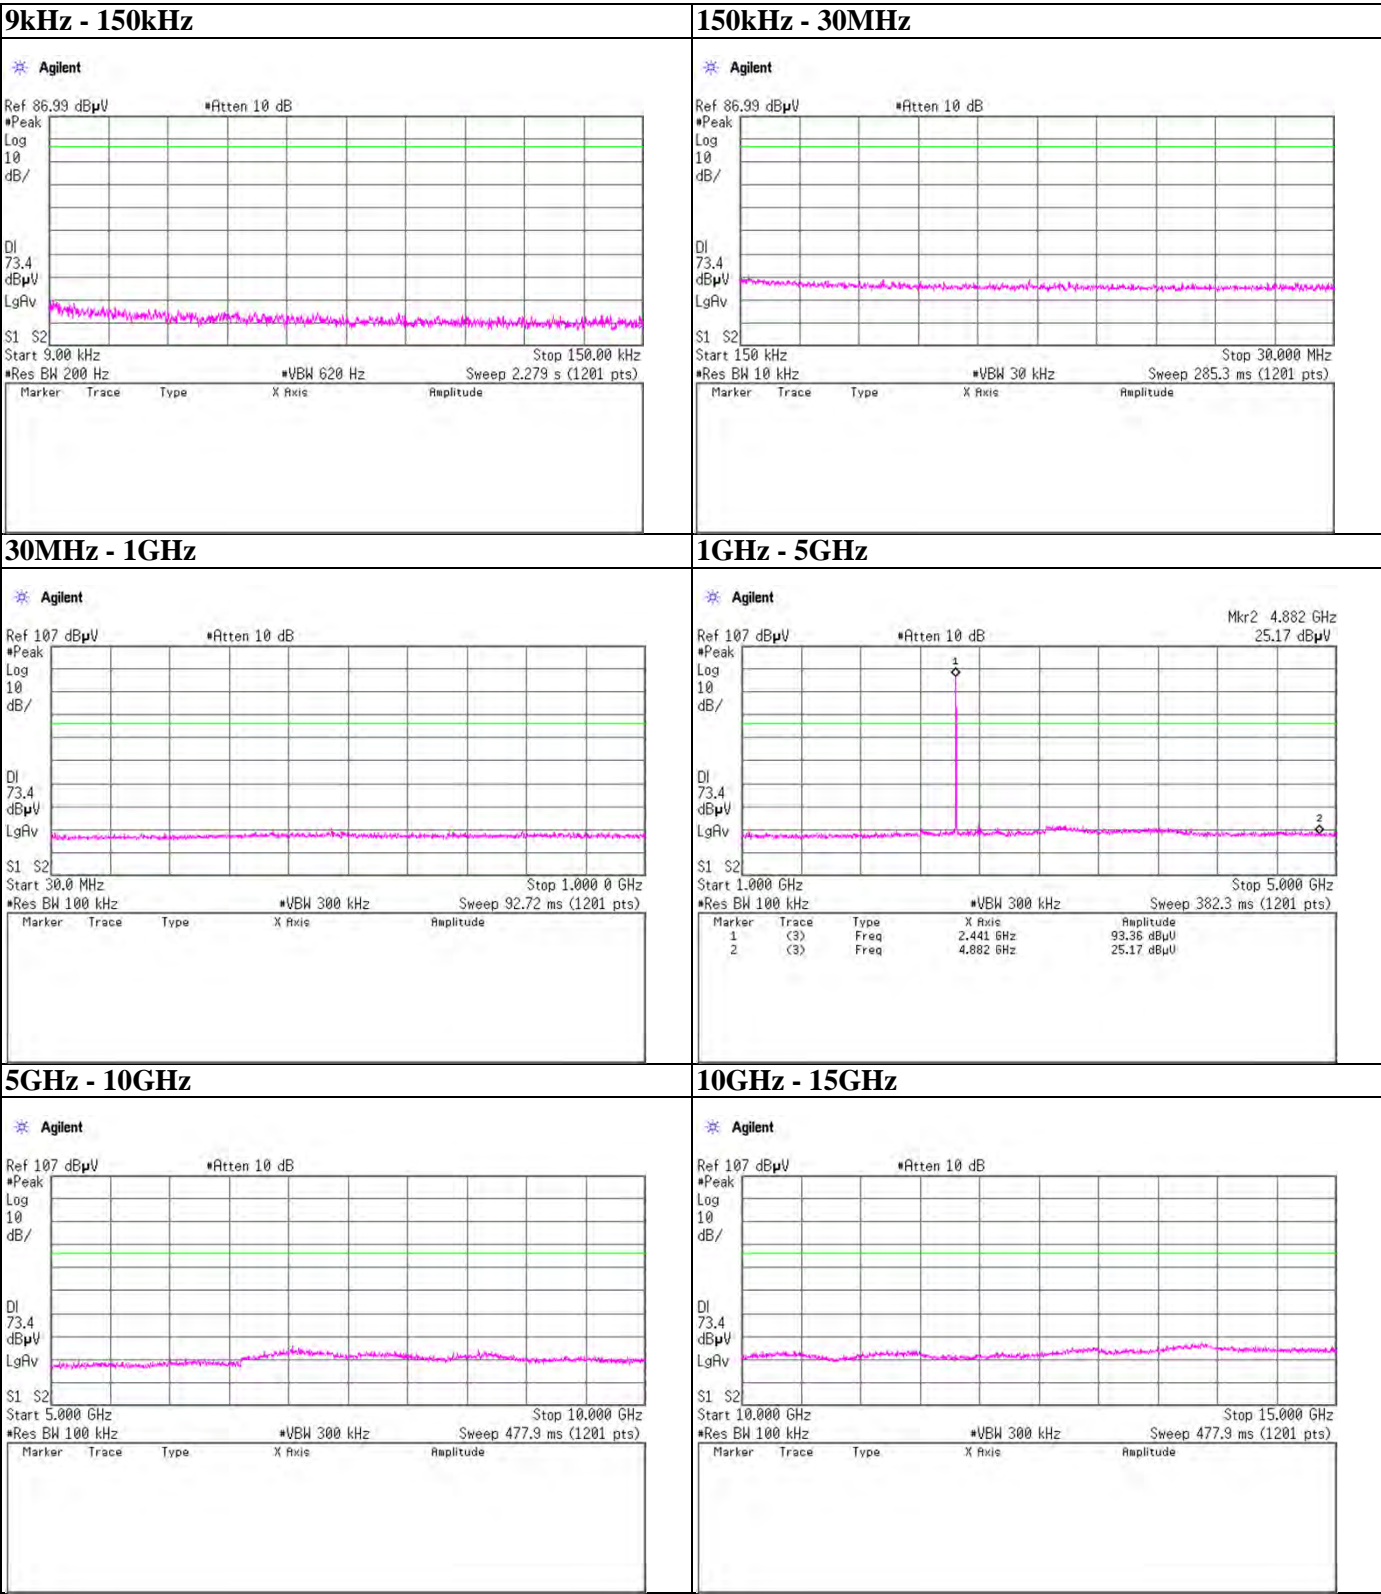 9kHz - 150kHz
Agilent
Ref 86.99 dBµV #Atten 10 dB
#Peak
Log
10
dB/
DI
73.4
dBµV
LgAv
S1 S2
Start 9.00 kHz Stop 150.00 kHz
#Res BW 200 Hz #VBW 620 Hz Sweep 2.279 s (1201 pts)
Marker Trace Type X Axis Amplitude
150kHz - 30MHz
Agilent
Ref 86.99 dBµV #Atten 10 dB
#Peak
Log
10
dB/
DI
73.4
dBµV
LgAv
S1 S2
Start 150 kHz Stop 30.000 MHz
#Res BW 10 kHz #VBW 30 kHz Sweep 285.3 ms (1201 pts)
Marker Trace Type X Axis Amplitude
30MHz - 1GHz
Agilent
Ref 107 dBµV #Atten 10 dB
#Peak
Log
10
dB/
DI
73.4
dBµV
LgAv
S1 S2
Start 30.0 MHz Stop 1.000 0 GHz
#Res BW 100 kHz #VBW 300 kHz Sweep 92.72 ms (1201 pts)
Marker Trace Type X Axis Amplitude
1GHz - 5GHz
Agilent
Mkr2 4.882 GHz
Ref 107 dBµV #Atten 10 dB 25.17 dBµV
#Peak
1
Log
10
dB/
DI
73.4
dBµV
2
LgAv
S1 S2
Start 1.000 GHz Stop 5.000 GHz
#Res BW 100 kHz #VBW 300 kHz Sweep 382.3 ms (1201 pts)
Marker Trace Type X Axis Amplitude
1 (3) Freq 2.441 GHz 93.36 dBµV
2 (3) Freq 4.882 GHz 25.17 dBµV
5GHz - 10GHz
Agilent
Ref 107 dBµV #Atten 10 dB
#Peak
Log
10
dB/
DI
73.4
dBµV
LgAv
S1 S2
Start 5.000 GHz Stop 10.000 GHz
#Res BW 100 kHz #VBW 300 kHz Sweep 477.9 ms (1201 pts)
Marker Trace Type X Axis Amplitude
10GHz - 15GHz
Agilent
Ref 107 dBµV #Atten 10 dB
#Peak
Log
10
dB/
DI
73.4
dBµV
LgAv
S1 S2
Start 10.000 GHz Stop 15.000 GHz
#Res BW 100 kHz #VBW 300 kHz Sweep 477.9 ms (1201 pts)
Marker Trace Type X Axis Amplitude